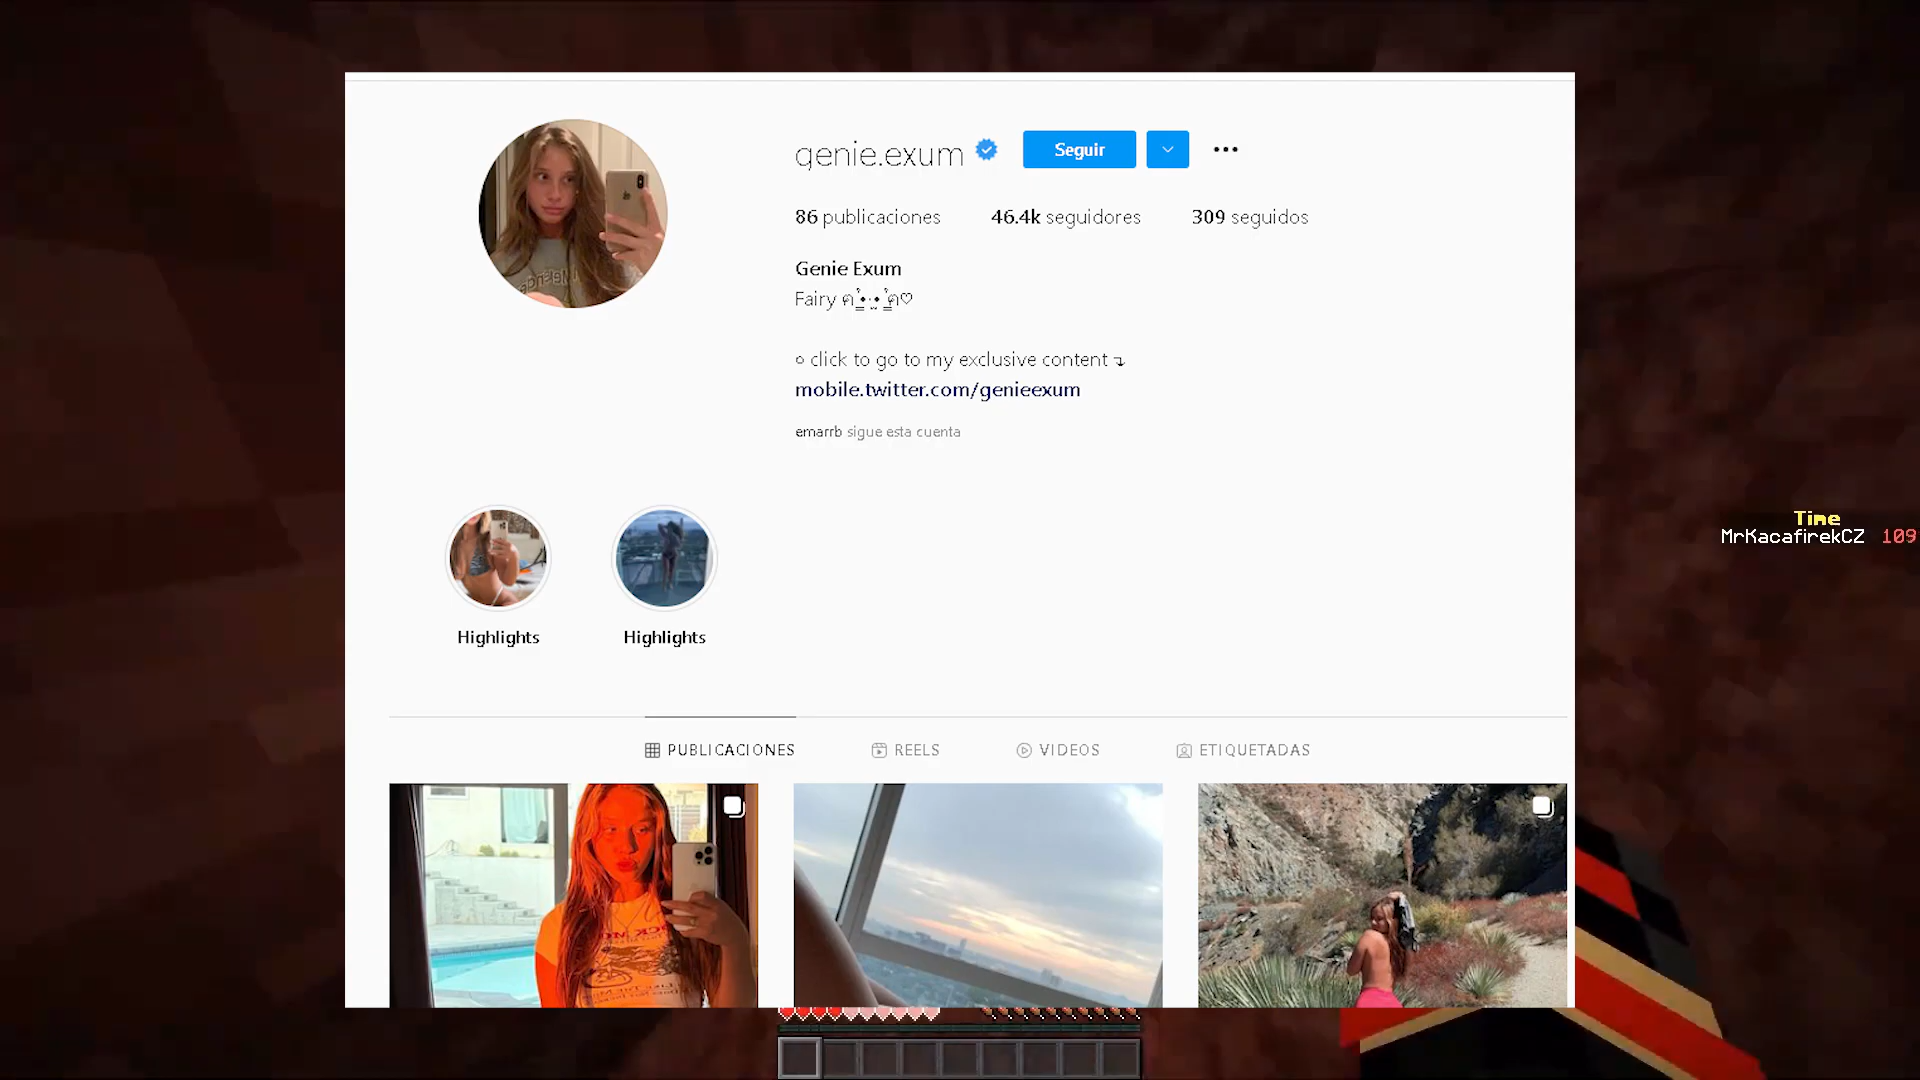 genie.exum
Seguir
86 publicaciones
46.4k seguidores
309 seguidos
Genie Exum
Fairy
○ click to go to my exclusive content ↴
mobile.twitter.com/genieexum
emarrb sigue esta cuenta
Time
MrKacafirekCZ 109
Highlights
Highlights
PUBLICACIONES
REELS
VIDEOS
ETIQUETADAS